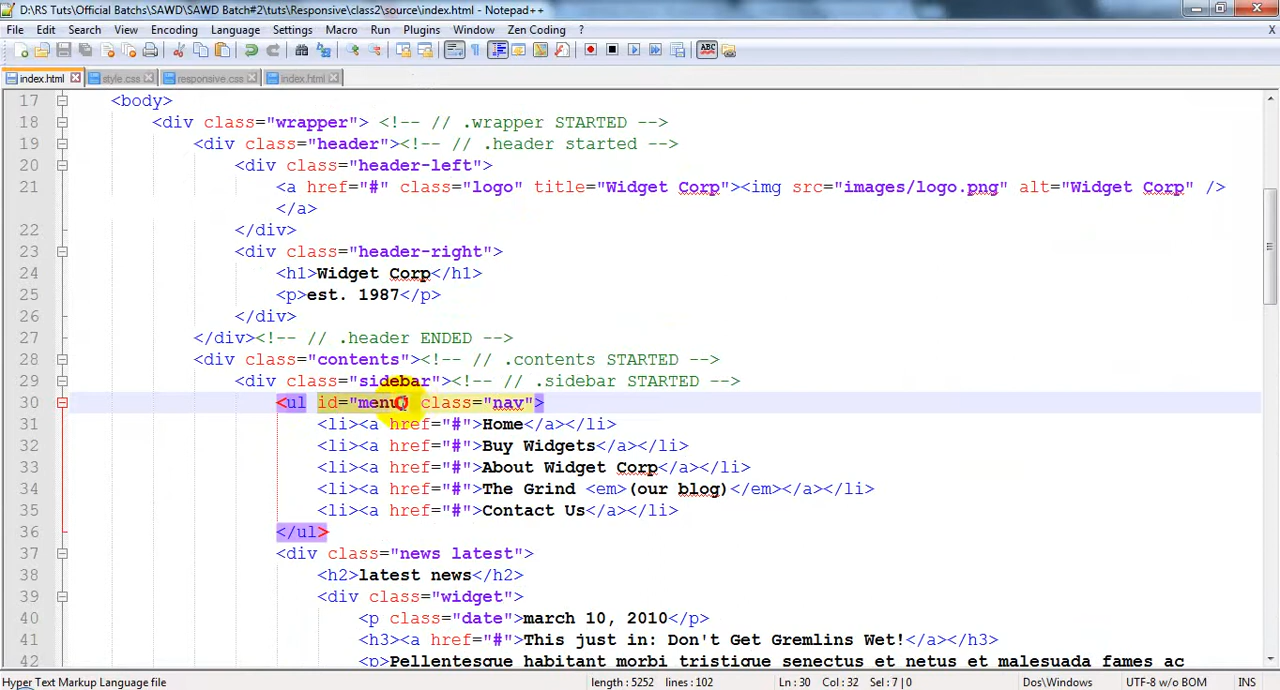 D:\RS Tuts\Official Batchs\SAWD\SAWD Batch#2\tuts\Responsive\class2\source\index.html - Notepad++
File Edit Search View Encoding Language Settings Macro Run Plugins Window Zen Coding ? X
index.html style.css responsive.css index.html
17 <body>
18 <div class="wrapper"> <!-- // .wrapper STARTED -->
19 <div class="header"><!-- // .header started -->
20 <div class="header-left">
21 <a href="#" class="logo" title="Widget Corp"><img src="images/logo.png" alt="Widget Corp" />
</a>
22 </div>
23 <div class="header-right">
24 <h1>Widget Corp</h1>
25 <p>est. 1987</p>
26 </div>
27 </div><!-- // .header ENDED -->
28 <div class="contents"><!-- // .contents STARTED -->
29 <div class="sidebar"><!-- // .sidebar STARTED -->
30 <ul id="menu" class="nav">
31 <li><a href="#">Home</a></li>
32 <li><a href="#">Buy Widgets</a></li>
33 <li><a href="#">About Widget Corp</a></li>
34 <li><a href="#">The Grind <em>(our blog)</em></a></li>
35 <li><a href="#">Contact Us</a></li>
36 </ul>
37 <div class="news latest">
38 <h2>latest news</h2>
39 <div class="widget">
40 <p class="date">march 10, 2010</p>
41 <h3><a href="#">This just in: Don't Get Gremlins Wet!</a></h3>
42 <p>Pellentesque habitant morbi tristique senectus et netus et malesuada fames ac
Hyper Text Markup Language file length : 5252 lines : 102 Ln : 30 Col : 32 Sel : 7 | 0 Dos\Windows UTF-8 w/o BOM INS